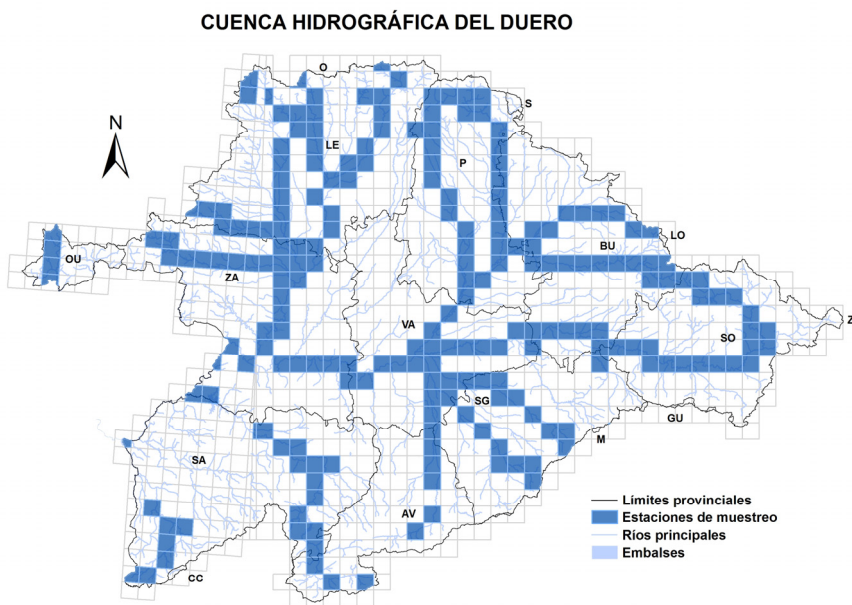 CUENCA HIDROGRÁFICA DEL DUERO
O
S
N
LE
P
LO
OU
BU
ZA
VA
Z
SO
SG
GU
M
SA
AV
CC
Límites provinciales
Estaciones de muestreo
Ríos principales
Embalses